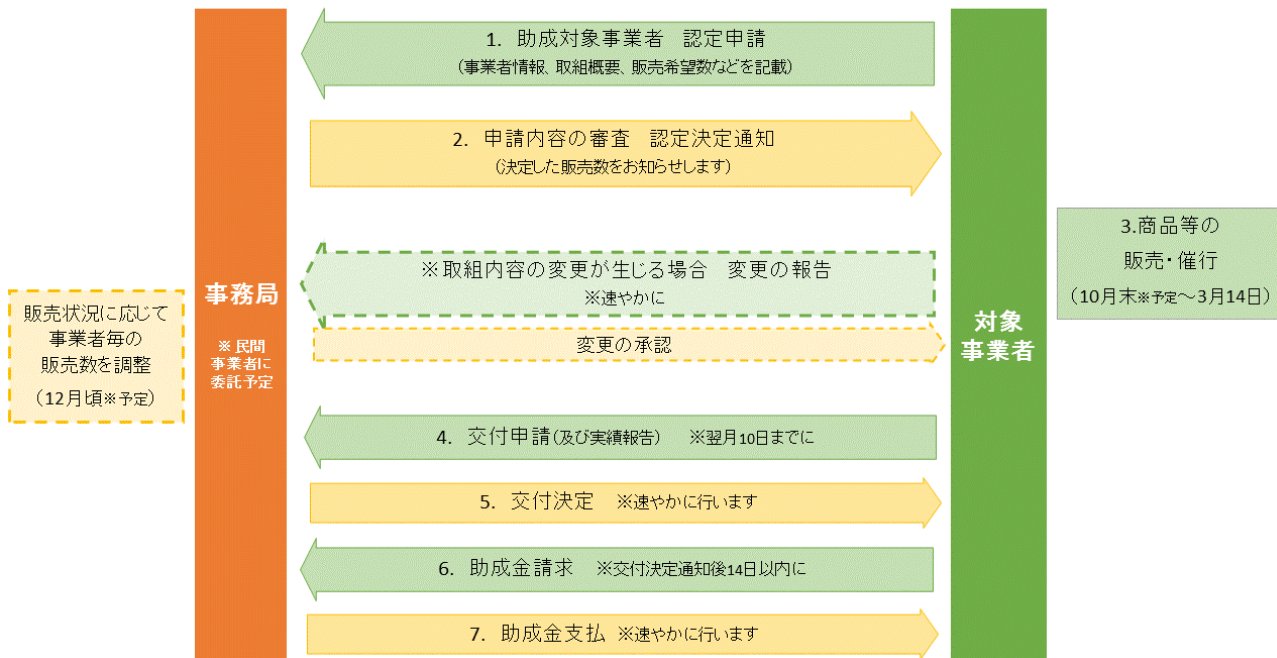 1. 助成対象事業者　認定申請
(事業者情報、取組概要、販売希望数などを記載)
2. 申請内容の審査　認定決定通知
(決定した販売数をお知らせします)
3.商品等の
販売・催行
(10月末※予定～3月14日)
※取組内容の変更が生じる場合　変更の報告
※速やかに
変更の承認
事務局
※民間
事業者に
委託予定
対象
事業者
販売状況に応じて
事業者毎の
販売数を調整
(12月頃※予定)
4. 交付申請(及び実績報告)　※翌月10日までに
5. 交付決定　※速やかに行います
6. 助成金請求　※交付決定通知後14日以内に
7. 助成金支払　※速やかに行います